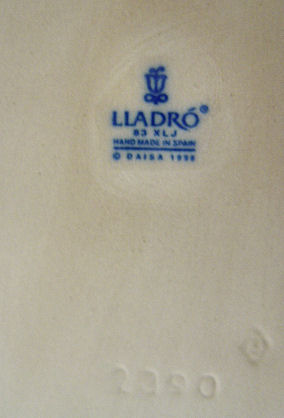 LLADRÓ®
83 XLJ
HAND MADE IN SPAIN
© DAISA 1998